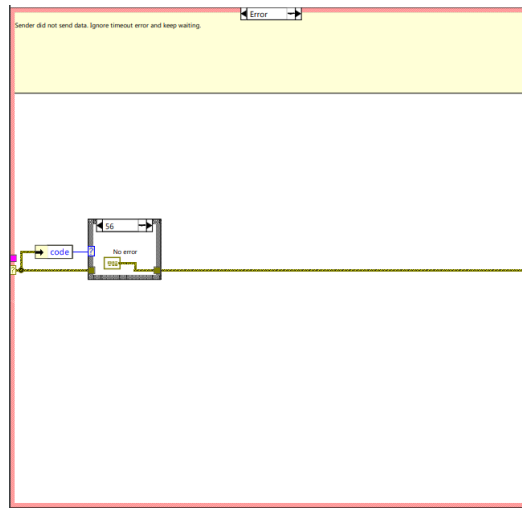 Error
Sender did not send data. Ignore timeout error and keep waiting.
56
code
?
No error
?